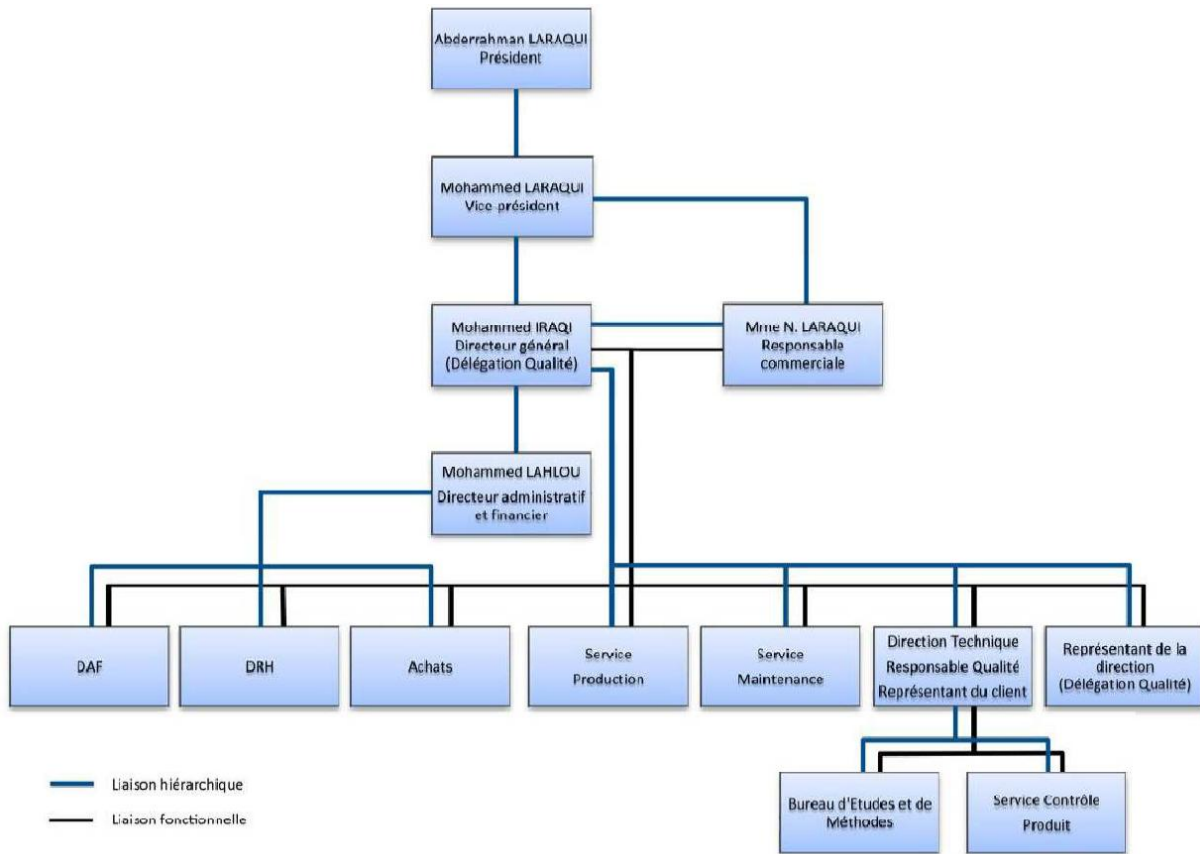 Abderrahman LARAQUI
Président
Mohammed LARAQUI
Vice-président
Mohammed IRAQI
Directeur général
(Délégation Qualité)
Mme N. LARAQUI
Responsable
commerciale
Mohammed LAHLOU
Directeur administratif
et financier
DAF
DRH
Achats
Service
Production
Service
Maintenance
Direction Technique
Responsable Qualité
Représentant du client
Représentant de la
direction
(Délégation Qualité)
Bureau d'Etudes et de
Méthodes
Service Contrôle
Produit
Liaison hiérarchique
Liaison fonctionnelle